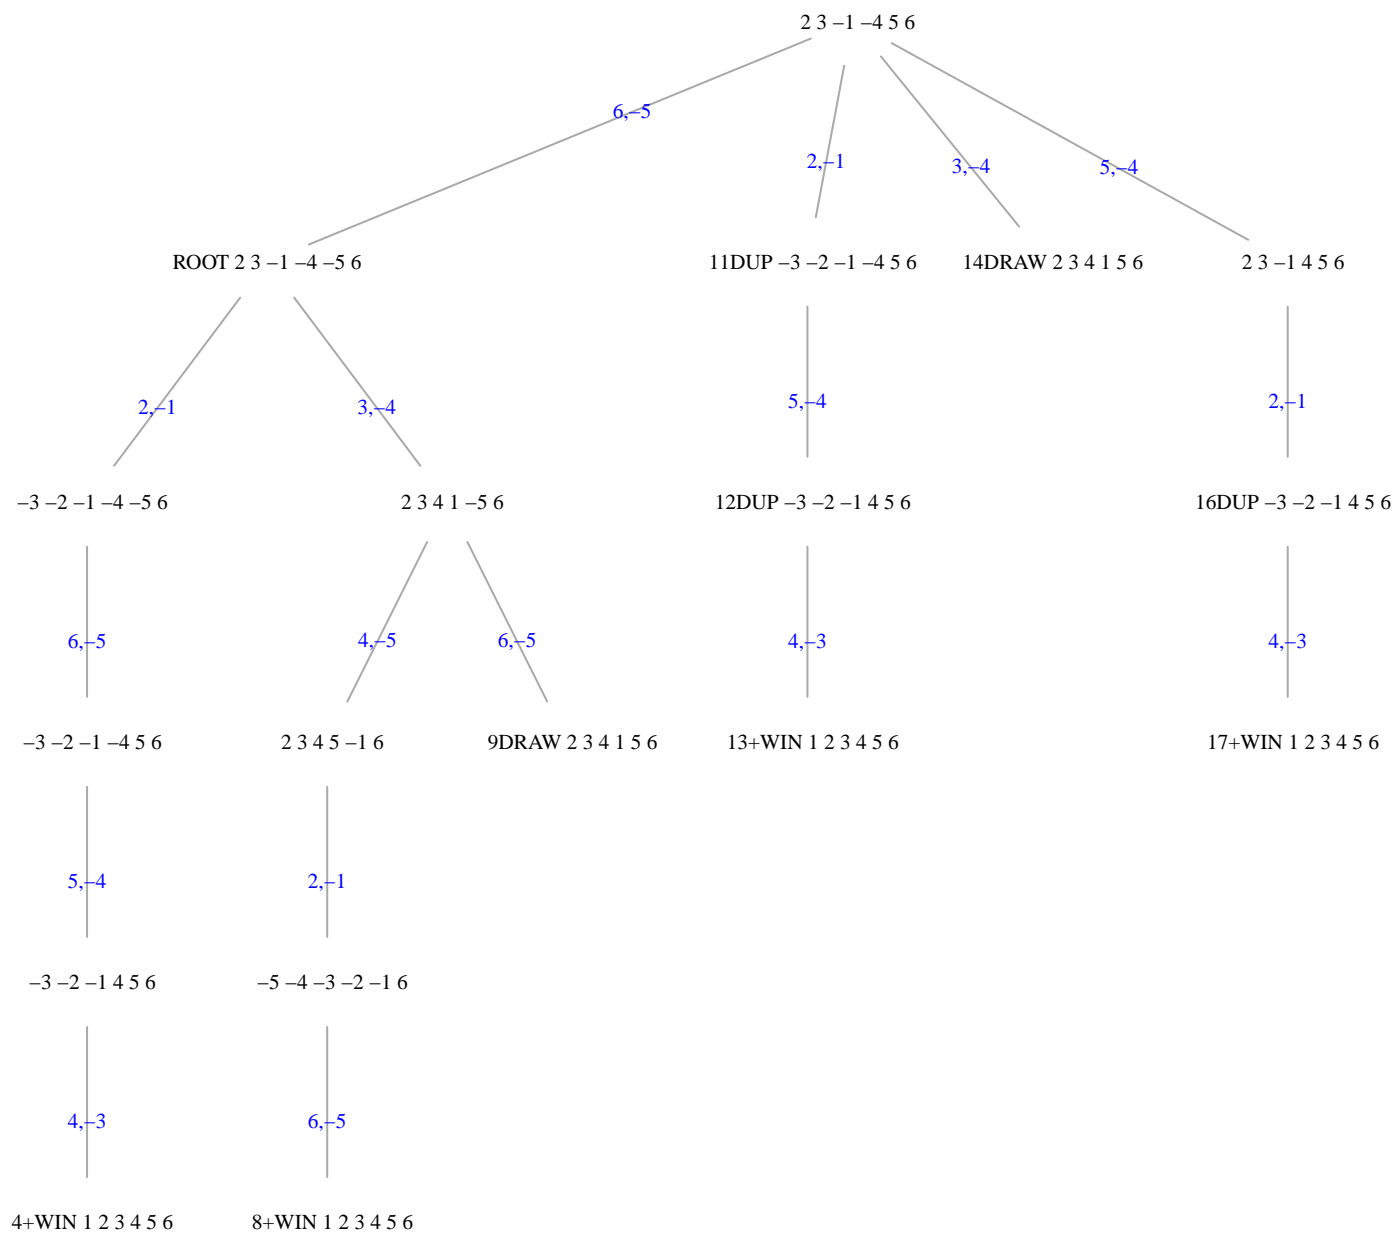 2 3 –1 –4 5 6
6,–5
2,–1
3,–4
5,–4
ROOT 2 3 –1 –4 –5 6
11DUP –3 –2 –1 –4 5 6
14DRAW 2 3 4 1 5 6
2 3 –1 4 5 6
2,–1
3,–4
5,–4
2,–1
–3 –2 –1 –4 –5 6
2 3 4 1 –5 6
12DUP –3 –2 –1 4 5 6
16DUP –3 –2 –1 4 5 6
6,–5
4,–5
6,–5
4,–3
4,–3
–3 –2 –1 –4 5 6
2 3 4 5 –1 6
9DRAW 2 3 4 1 5 6
13+WIN 1 2 3 4 5 6
17+WIN 1 2 3 4 5 6
5,–4
2,–1
–3 –2 –1 4 5 6
–5 –4 –3 –2 –1 6
4,–3
6,–5
4+WIN 1 2 3 4 5 6
8+WIN 1 2 3 4 5 6